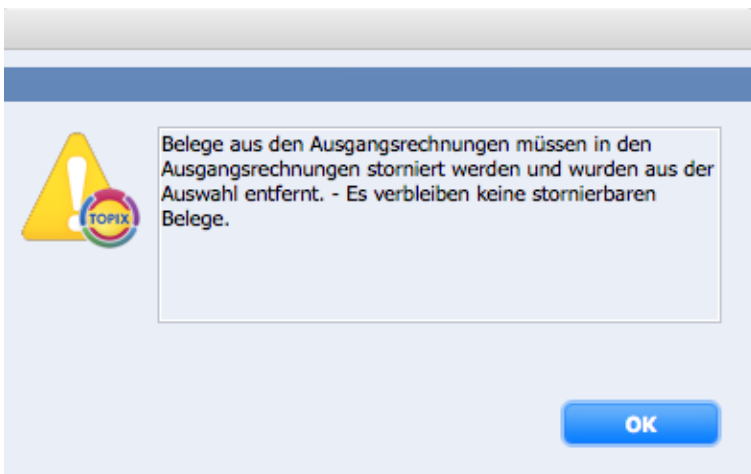 Belege aus den Ausgangsrechnungen müssen in den
Ausgangsrechnungen storniert werden und wurden aus der
Auswahl entfernt. - Es verbleiben keine stornierbaren
Belege.
TOPIX
OK